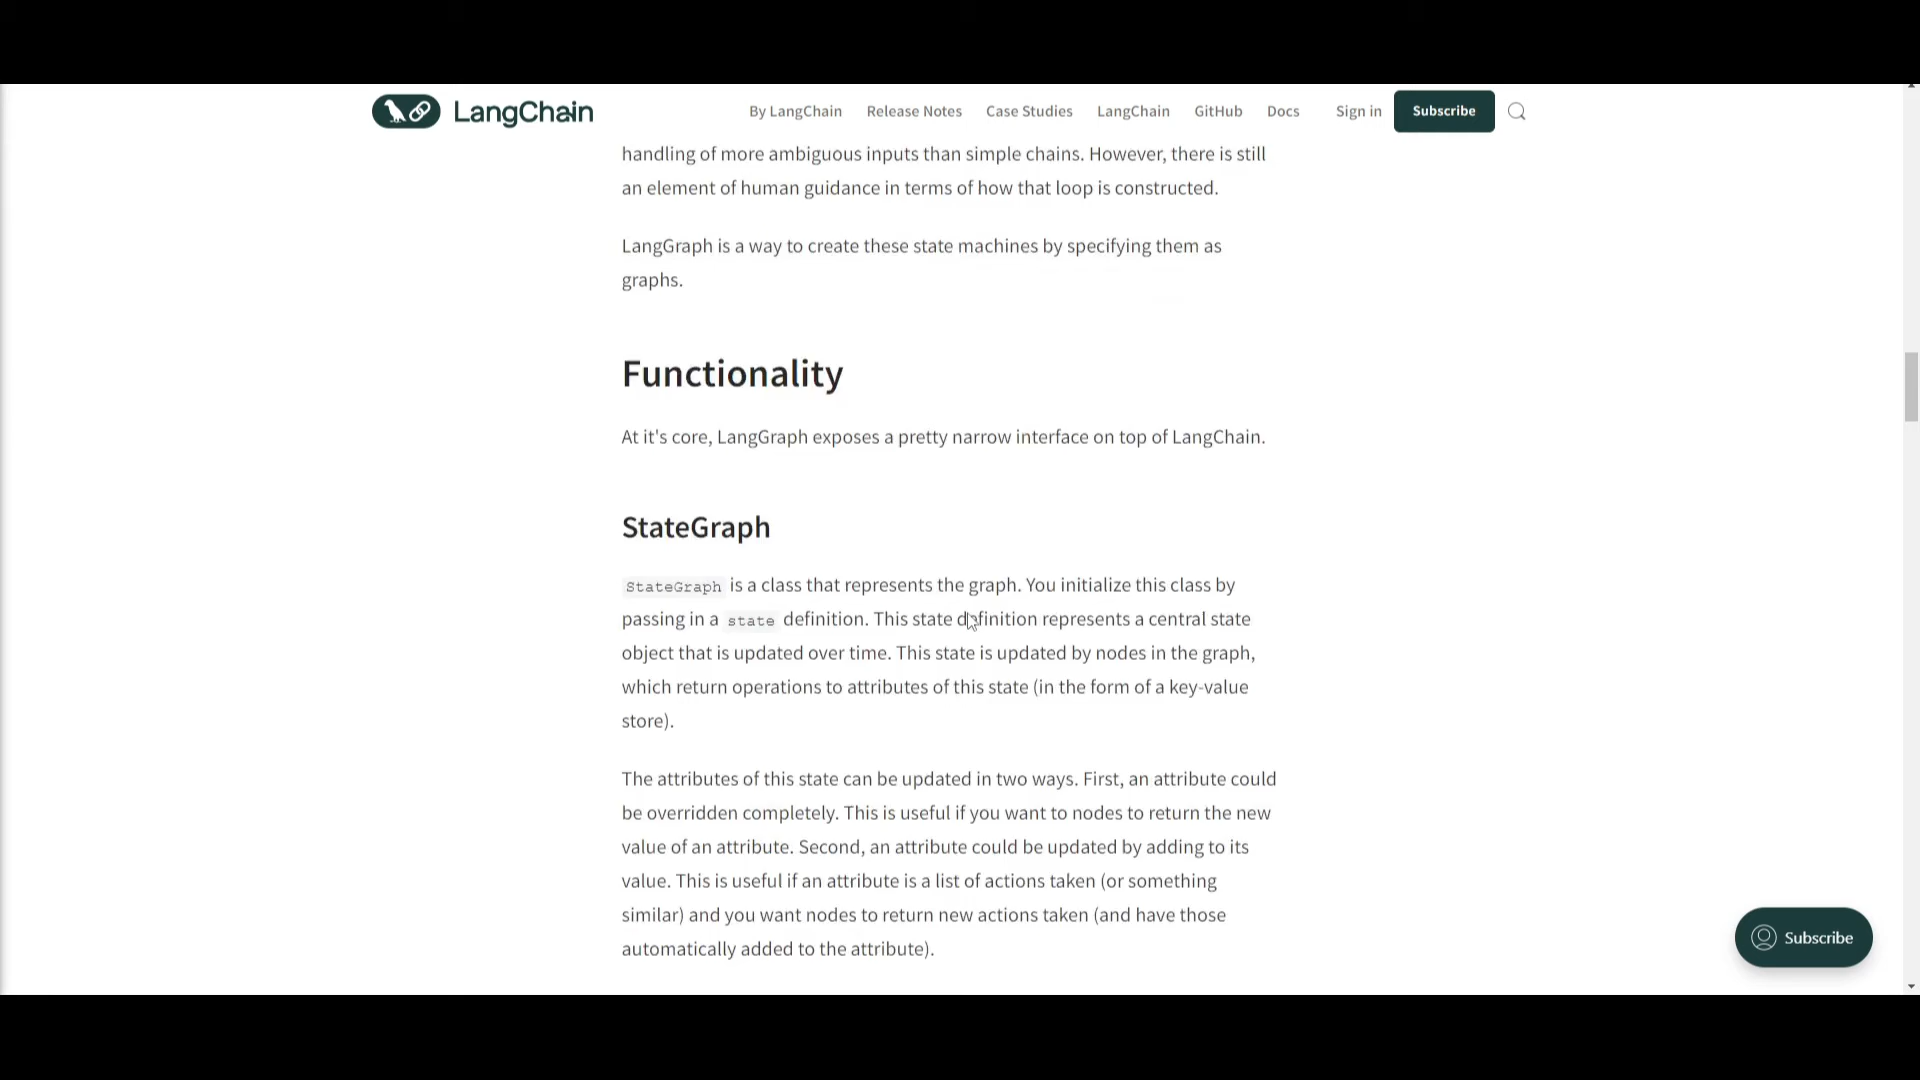 LangChain
By LangChain Release Notes Case Studies LangChain GitHub Docs Sign in Subscribe
handling of more ambiguous inputs than simple chains. However, there is still
an element of human guidance in terms of how that loop is constructed.
LangGraph is a way to create these state machines by specifying them as
graphs.
Functionality
At it's core, LangGraph exposes a pretty narrow interface on top of LangChain.
StateGraph
StateGraph is a class that represents the graph. You initialize this class by
passing in a state definition. This state definition represents a central state
object that is updated over time. This state is updated by nodes in the graph,
which return operations to attributes of this state (in the form of a key-value
store).
The attributes of this state can be updated in two ways. First, an attribute could
be overridden completely. This is useful if you want to nodes to return the new
value of an attribute. Second, an attribute could be updated by adding to its
value. This is useful if an attribute is a list of actions taken (or something
similar) and you want nodes to return new actions taken (and have those
automatically added to the attribute).
Subscribe